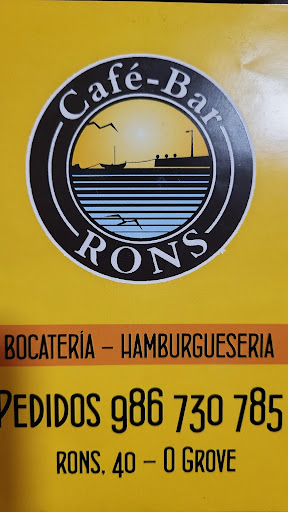 Café-Bar
RONS
BOCATERÍA – HAMBURGUESERIA
PEDIDOS 986 730 785
RONS, 40 – O GROVE